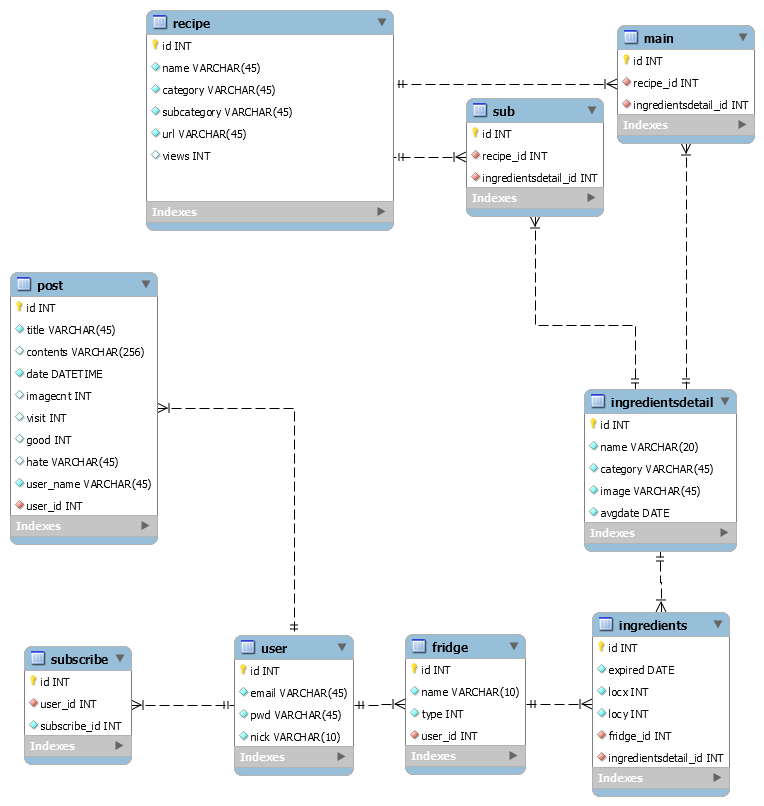 recipe
id INT
name VARCHAR(45)
category VARCHAR(45)
subcategory VARCHAR(45)
url VARCHAR(45)
views INT
Indexes
main
id INT
recipe_id INT
ingredientsdetail_id INT
Indexes
sub
id INT
recipe_id INT
ingredientsdetail_id INT
Indexes
post
id INT
title VARCHAR(45)
contents VARCHAR(256)
date DATETIME
imagecnt INT
visit INT
good INT
hate VARCHAR(45)
user_name VARCHAR(45)
user_id INT
Indexes
ingredientsdetail
id INT
name VARCHAR(20)
category VARCHAR(45)
image VARCHAR(45)
avgdate DATE
Indexes
subscribe
id INT
user_id INT
subscribe_id INT
Indexes
user
id INT
email VARCHAR(45)
pwd VARCHAR(45)
nick VARCHAR(10)
Indexes
fridge
id INT
name VARCHAR(10)
type INT
user_id INT
Indexes
ingredients
id INT
expired DATE
locx INT
locy INT
fridge_id INT
ingredientsdetail_id INT
Indexes